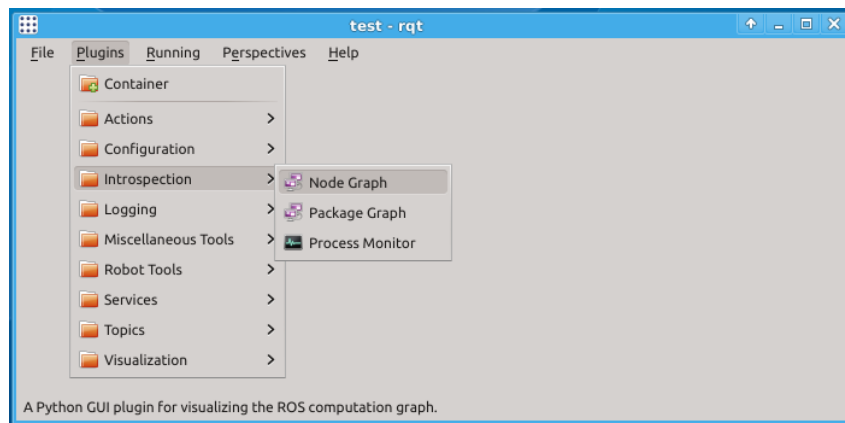 test - rqt
File Plugins Running Perspectives Help
Container
Actions
Configuration
Introspection
Node Graph
Logging
Package Graph
Miscellaneous Tools
Process Monitor
Robot Tools
Services
Topics
Visualization
A Python GUI plugin for visualizing the ROS computation graph.